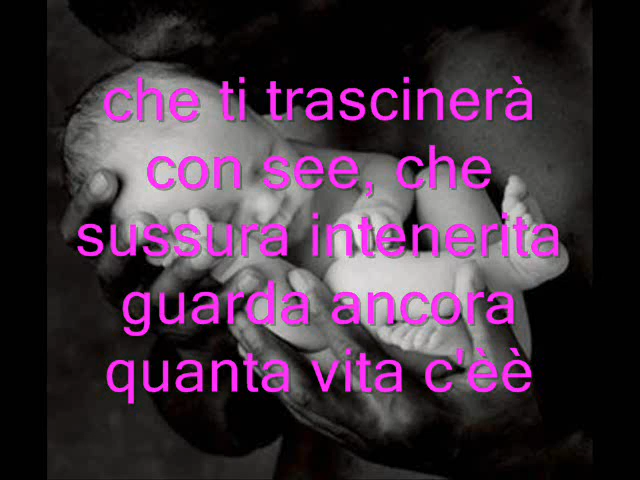 che ti trascinerà
con see, che
sussura intenerita
guarda ancora
quanta vita c'èè